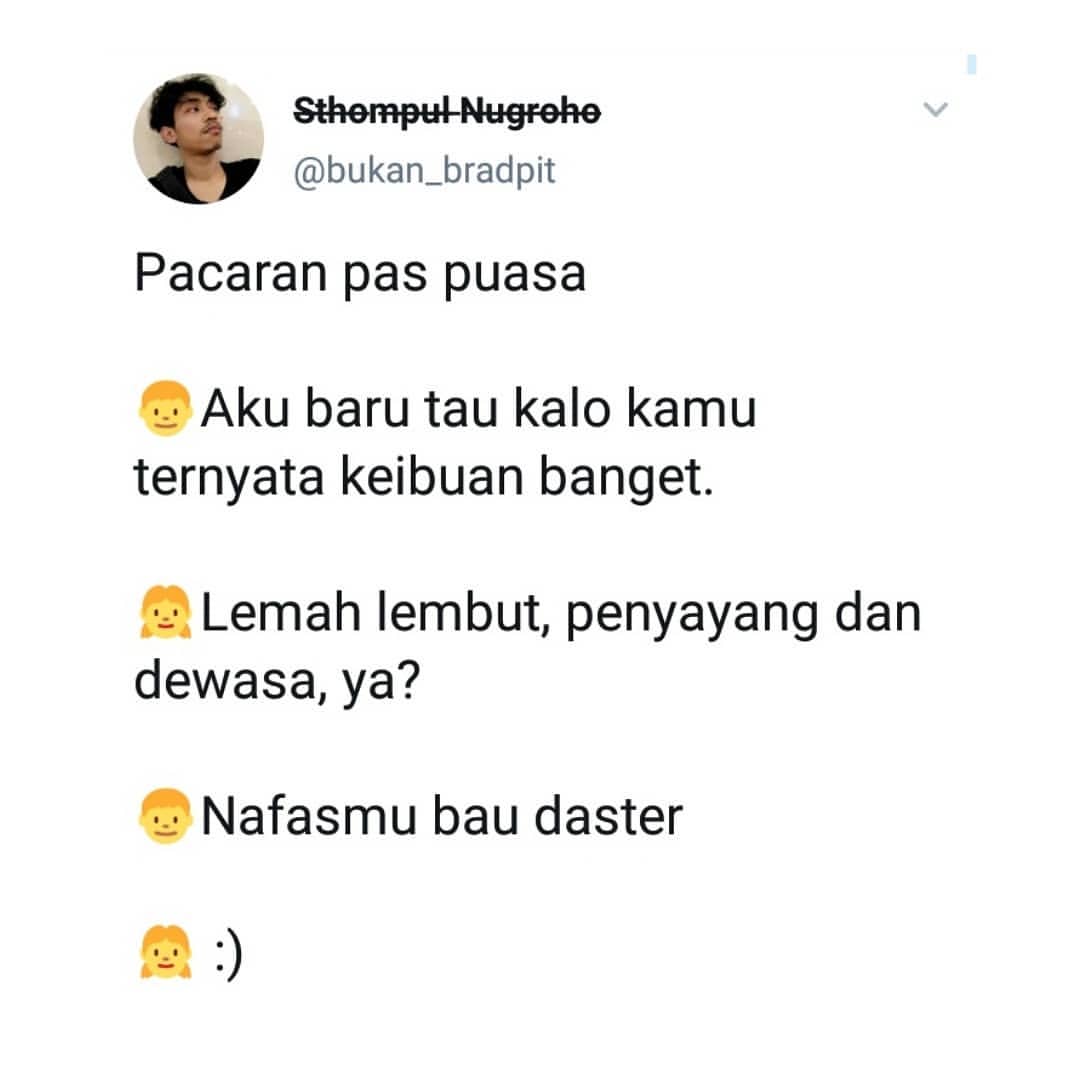 Sthompul Nugroho
@bukan_bradpit
Pacaran pas puasa
👦Aku baru tau kalo kamu
ternyata keibuan banget.
👧Lemah lembut, penyayang dan
dewasa, ya?
👦Nafasmu bau daster
👧 :)